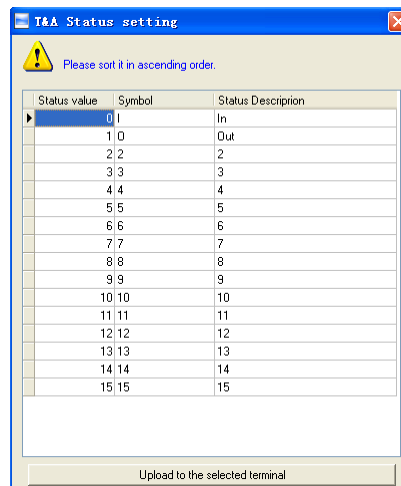 T&A Status setting
Please sort it in ascending order.
Status value Symbol Status Descriprion
0 I In
1 O Out
2 2 2
3 3 3
4 4 4
5 5 5
6 6 6
7 7 7
8 8 8
9 9 9
10 10 10
11 11 11
12 12 12
13 13 13
14 14 14
15 15 15
Upload to the selected terminal